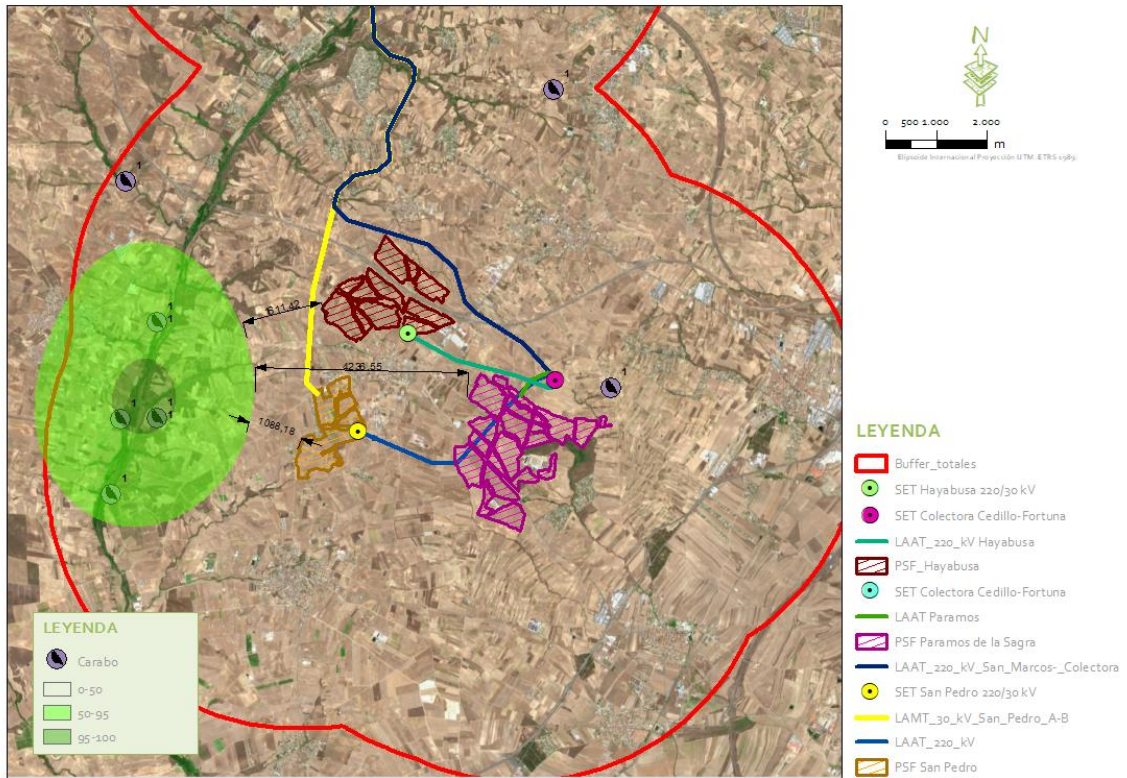 N
0 500 1.000 2.000
m
Elipsoide Internacional Proyección UTM. ETRS 1989.
1
1
1
1
1
1
1
1611,42
4236,55
1088,18
LEYENDA
Carabo
0-50
50-95
95-100
LEYENDA
Buffer_totales
SET Hayabusa 220/30 kV
SET Colectora Cedillo-Fortuna
LAAT_220_kV Hayabusa
PSF_Hayabusa
SET Colectora Cedillo-Fortuna
LAAT Paramos
PSF Paramos de la Sagra
LAAT_220_kV_San_Marcos-_Colectora
SET San Pedro 220/30 kV
LAMT_30_kV_San_Pedro_A-B
LAAT_220_kV
PSF San Pedro